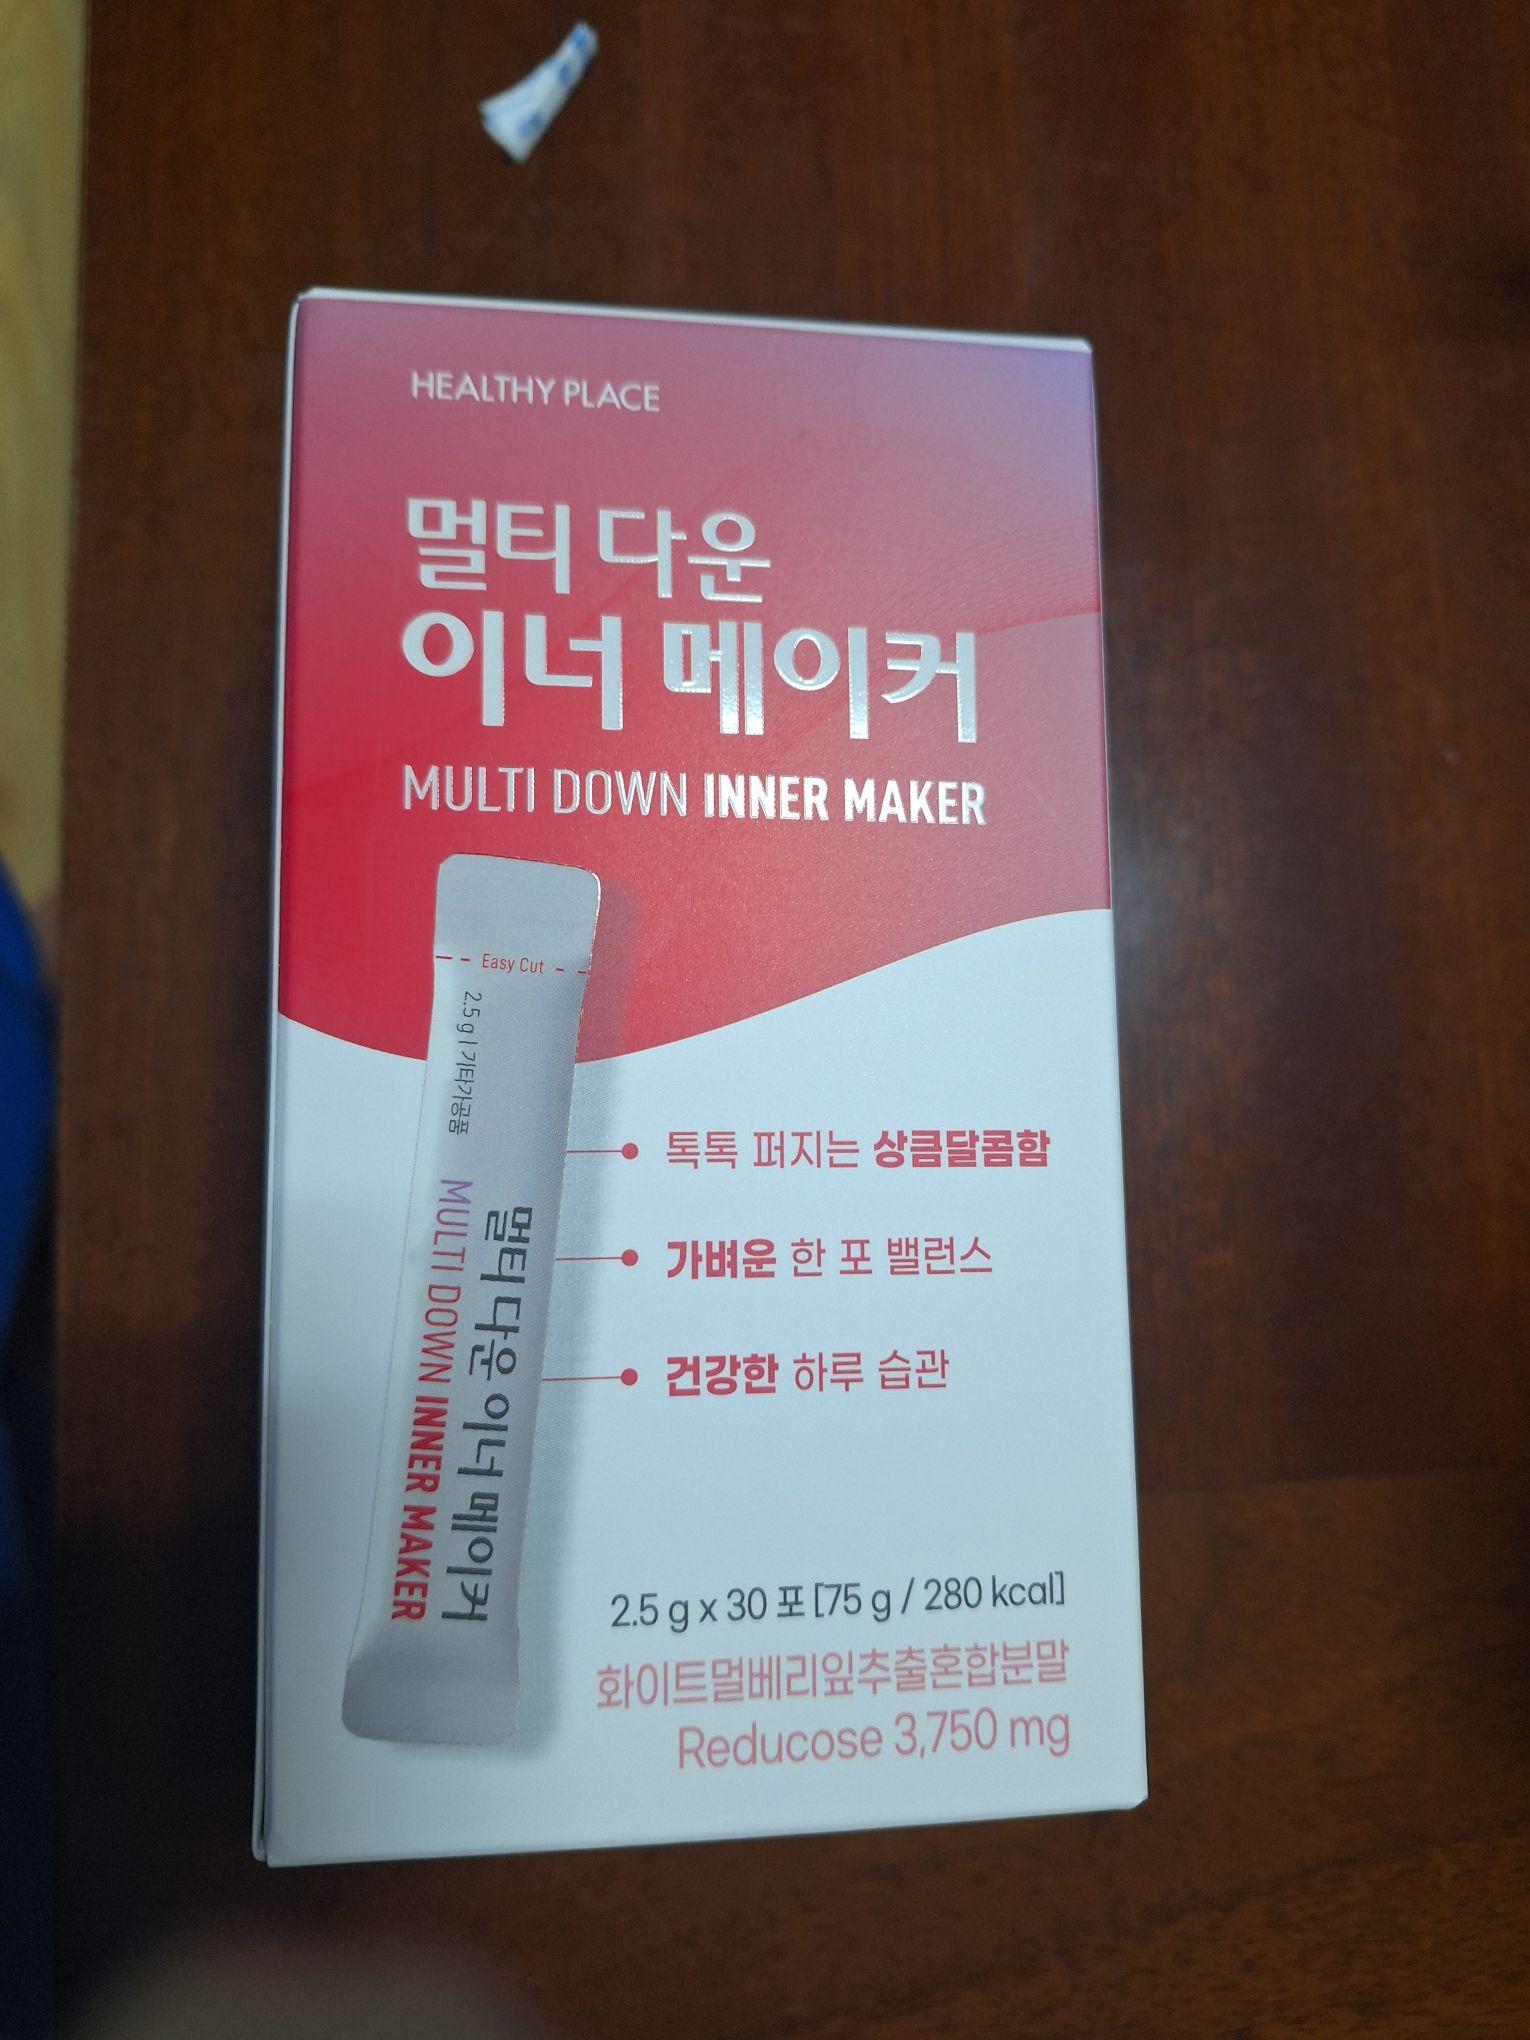 HEALTHY PLACE
멀티 다운
이너 메이커
MULTI DOWN INNER MAKER
Easy Cut
2.5 g | 기타가공품
멀티 다운 이너 메이커
MULTI DOWN INNER MAKER
톡톡 퍼지는 상큼달콤함
가벼운 한 포 밸런스
건강한 하루 습관
2.5 g x 30 포 [75 g / 280 kcal]
화이트멀베리잎추출혼합분말
Reducose 3,750 mg